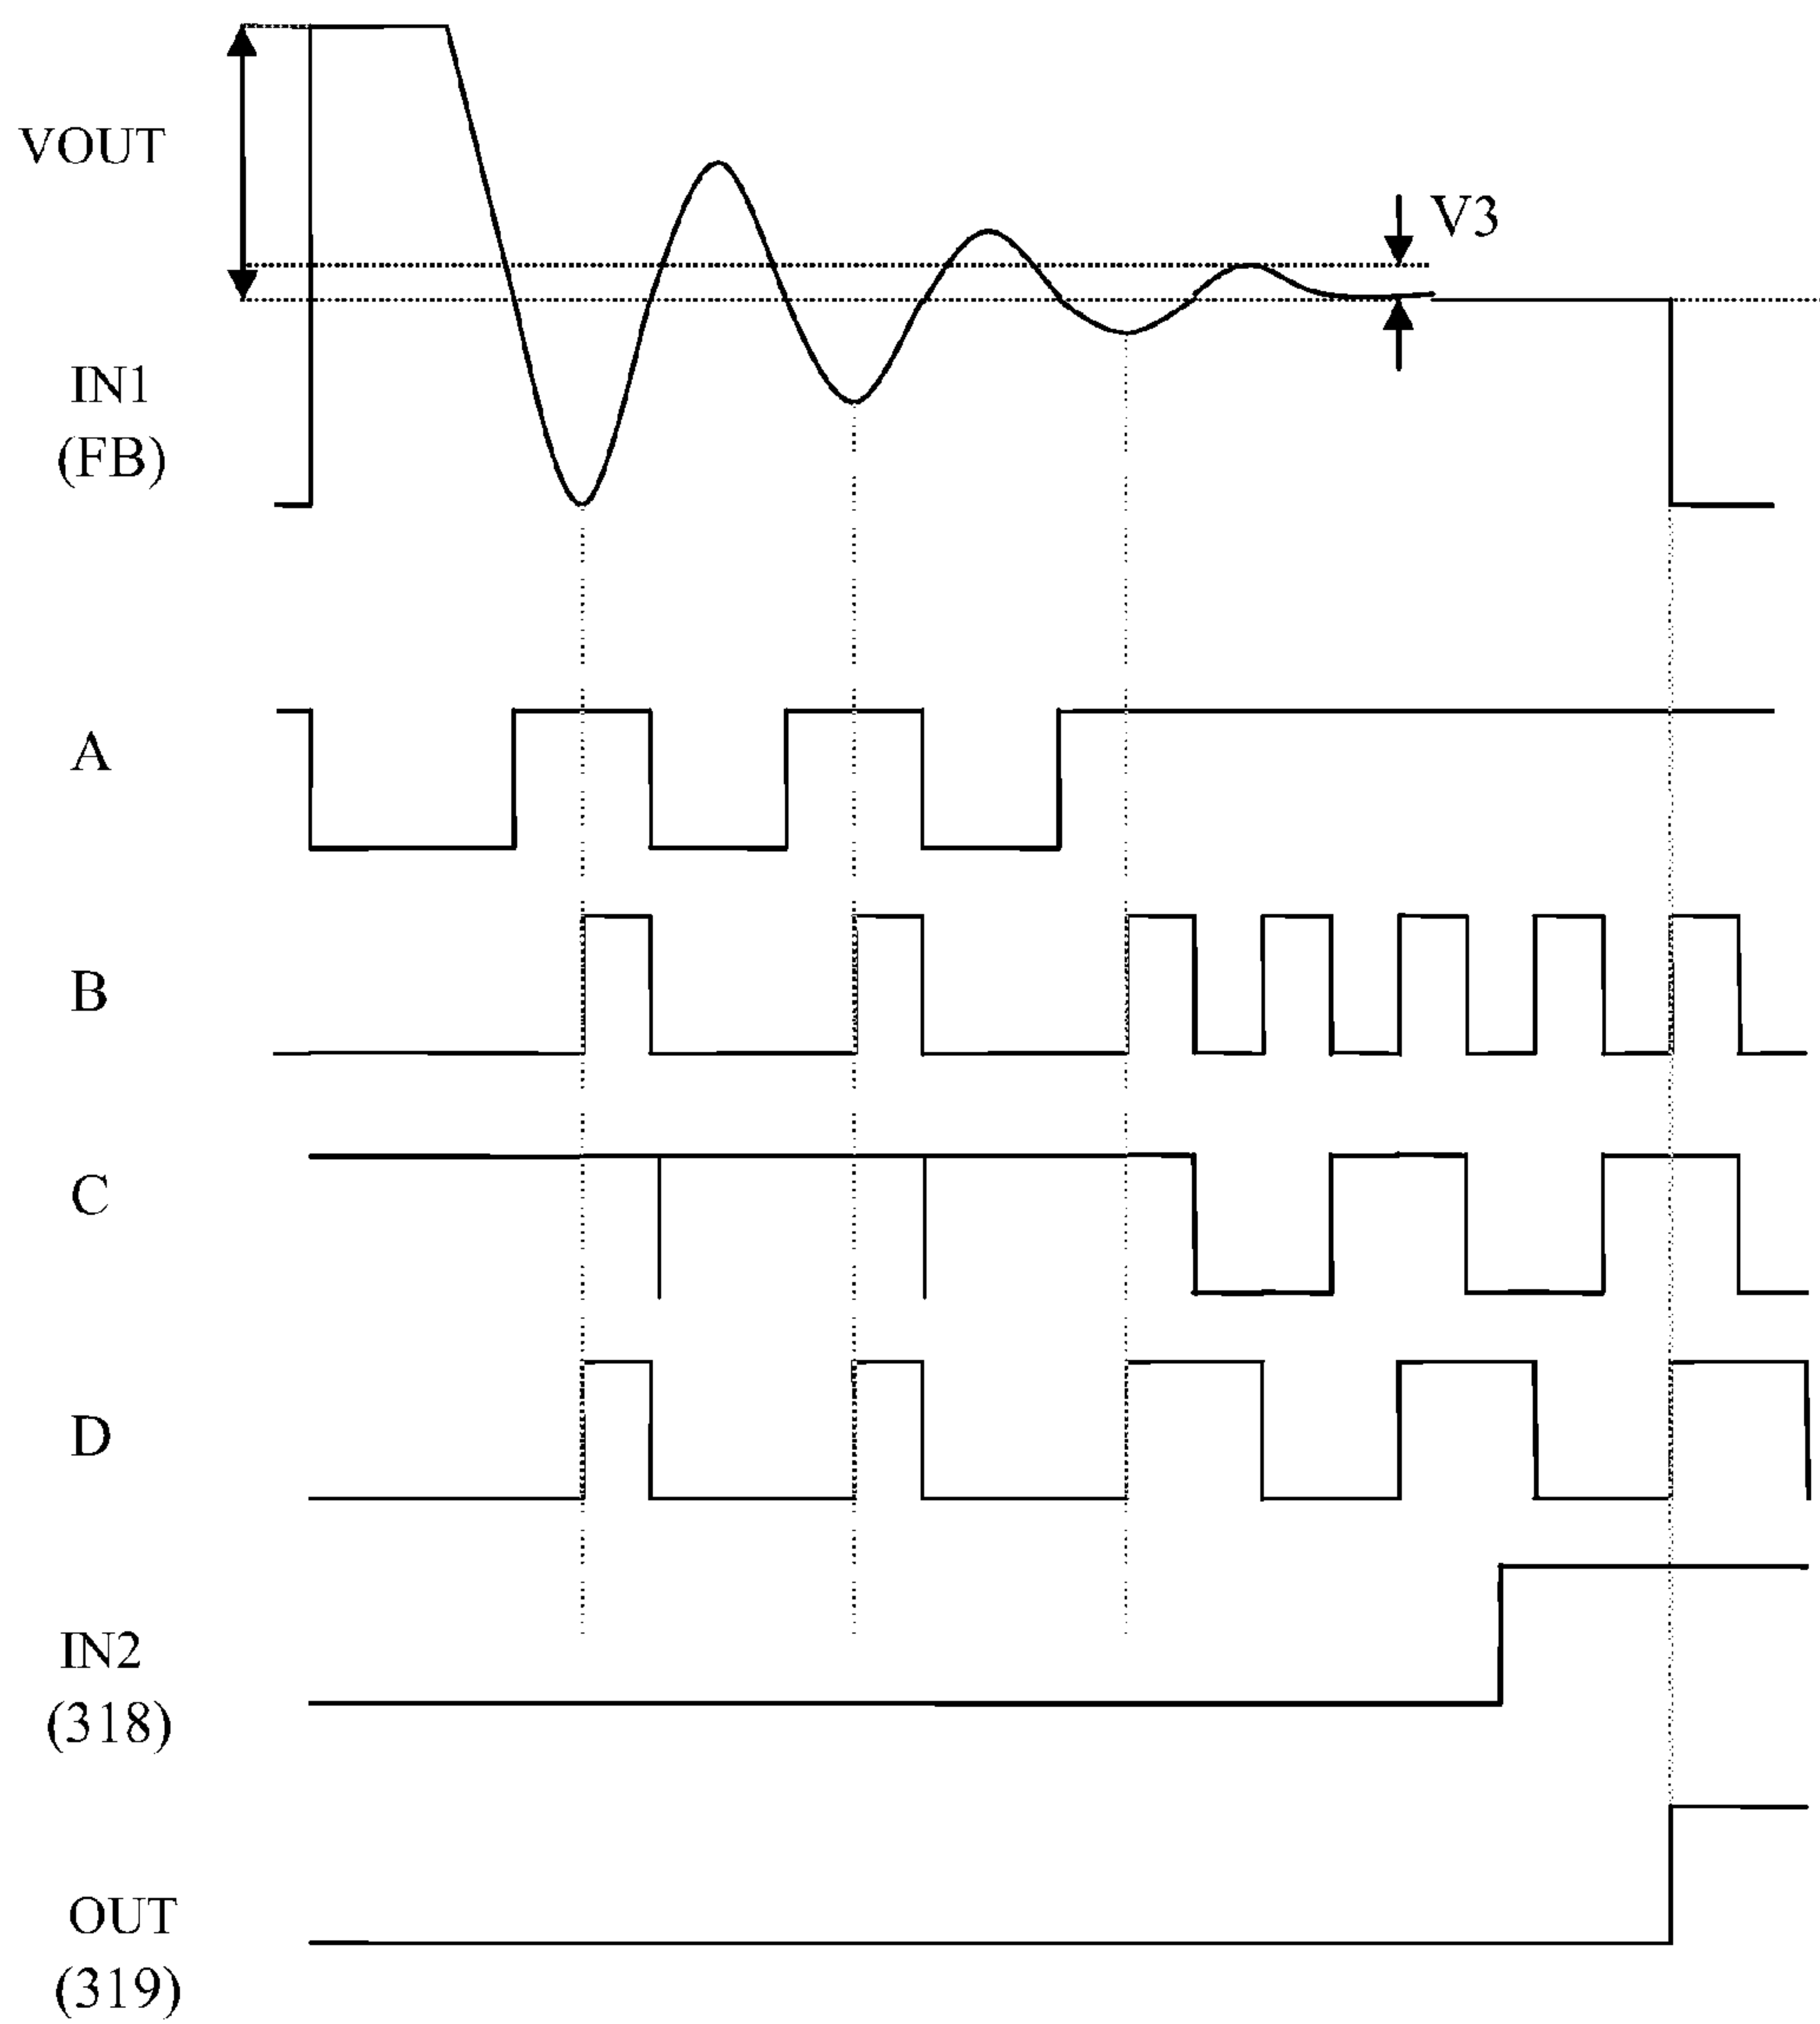 VOUT
V3
IN1
(FB)
A
B
C
D
IN2
(318)
OUT
(319)